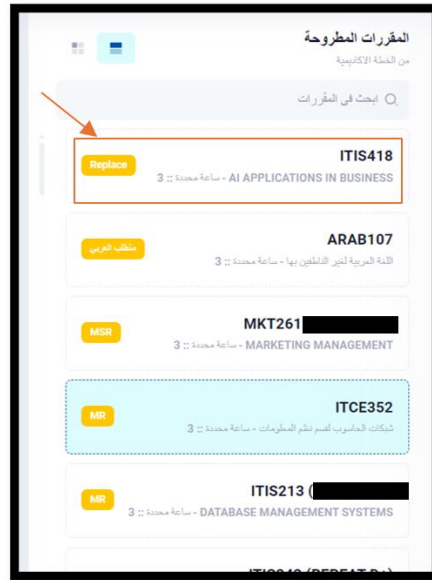 المقررات المطروحة
من الخطة الاكاديمية
ابحث في المقررات
ITIS418
Replace
AI APPLICATIONS IN BUSINESS - ساعة محددة :: 3
ARAB107
متطلب العربي
اللغة العربية لغير الناطقين بها - ساعة محددة :: 3
MKT261
MSR
MARKETING MANAGEMENT - ساعة محددة :: 3
ITCE352
MR
شبكات الحاسوب لقسم نظم المعلومات - ساعة محددة :: 3
ITIS213 (
MR
DATABASE MANAGEMENT SYSTEMS - ساعة محددة :: 3